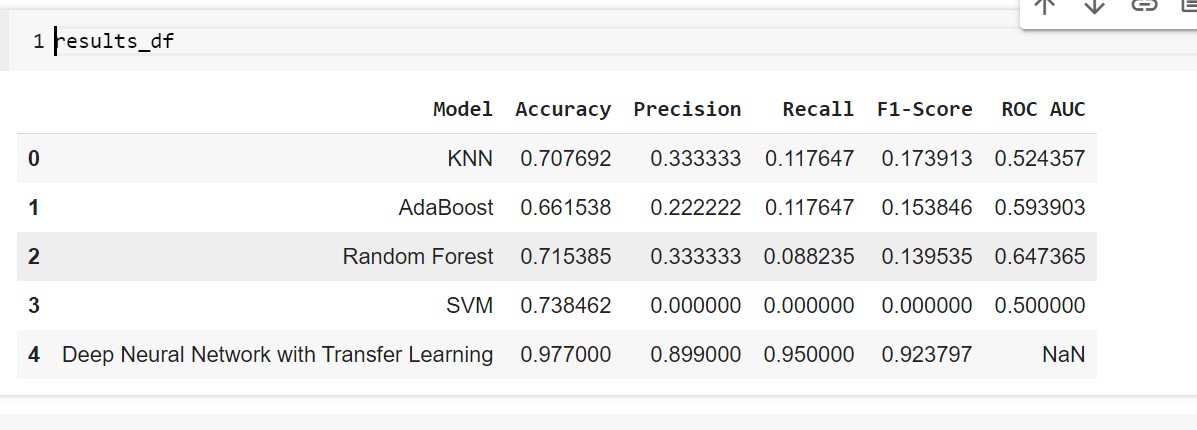 1 results_df
Model Accuracy Precision Recall F1-Score ROC AUC
0 KNN 0.707692 0.333333 0.117647 0.173913 0.524357
1 AdaBoost 0.661538 0.222222 0.117647 0.153846 0.593903
2 Random Forest 0.715385 0.333333 0.088235 0.139535 0.647365
3 SVM 0.738462 0.000000 0.000000 0.000000 0.500000
4 Deep Neural Network with Transfer Learning 0.977000 0.899000 0.950000 0.923797 NaN